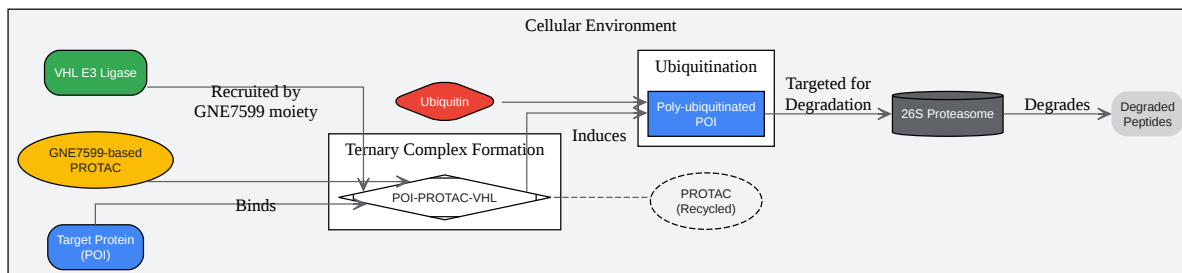 Cellular Environment
VHL E3 Ligase
Recruited by
GNE7599 moiety
GNE7599-based
PROTAC
Binds
Target Protein
(POI)
Ternary Complex Formation
POI-PROTAC-VHL
Ubiquitin
Induces
Ubiquitination
Poly-ubiquitinated
POI
PROTAC
(Recycled)
Targeted for
Degradation
26S Proteasome
Degrades
Degraded
Peptides